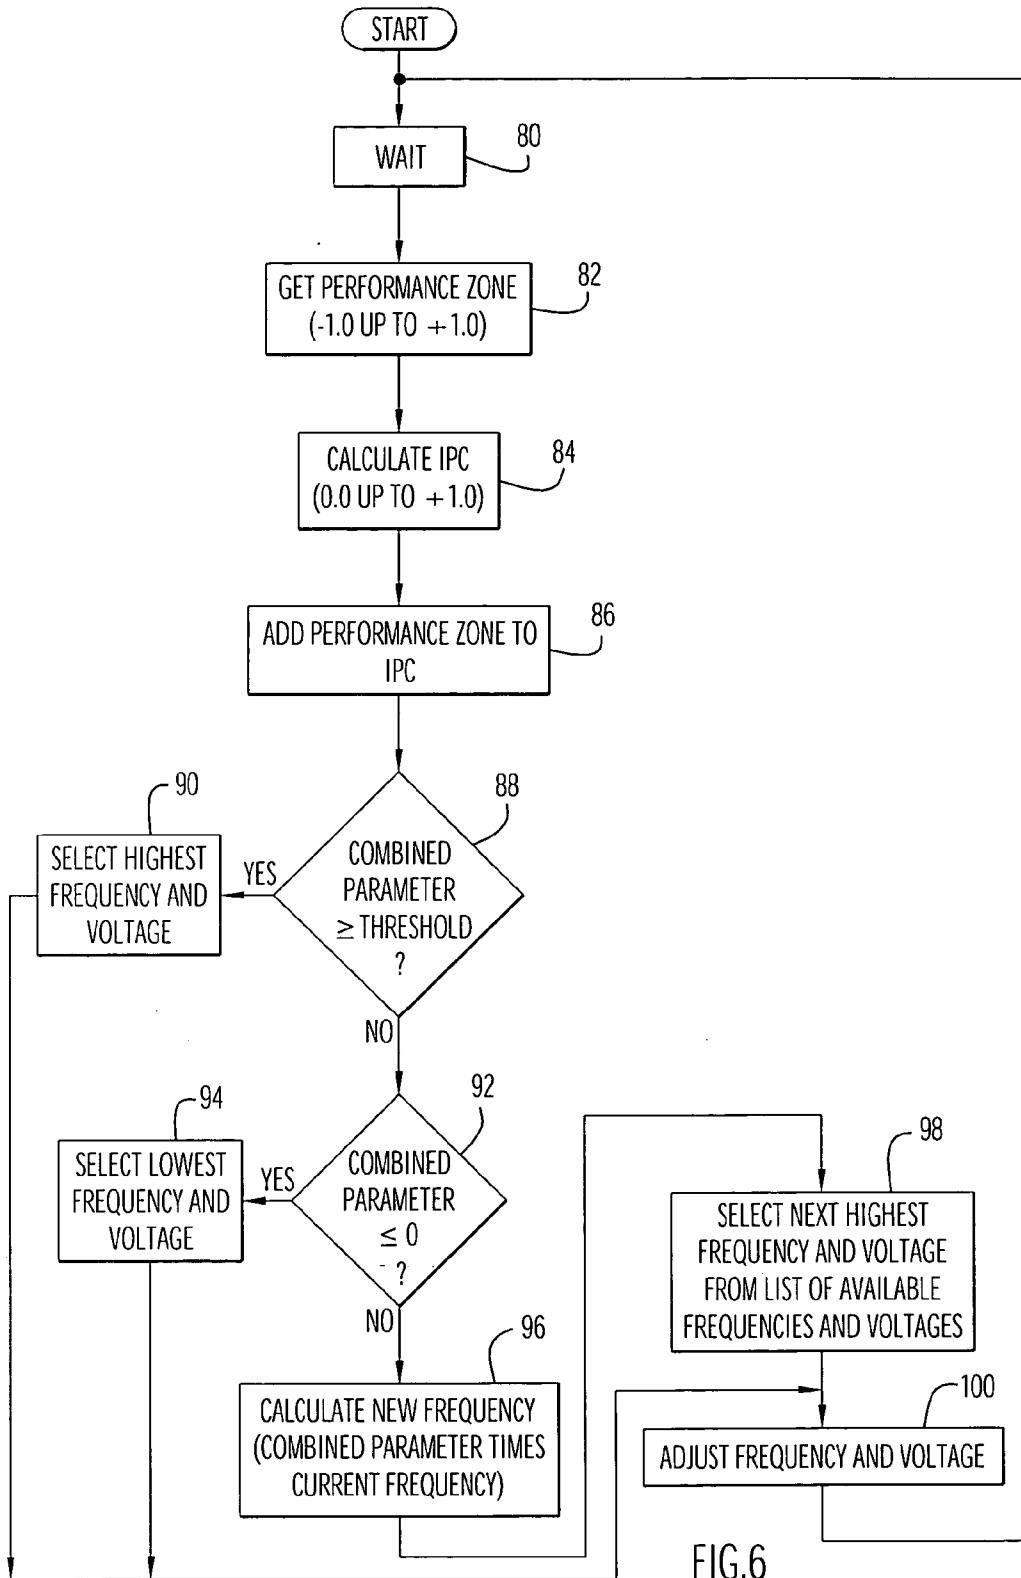 START
WAIT
80
GET PERFORMANCE ZONE
(-1.0 UP TO +1.0)
82
CALCULATE IPC
(0.0 UP TO +1.0)
84
ADD PERFORMANCE ZONE TO
IPC
86
COMBINED
PARAMETER
≥ THRESHOLD
?
88
YES
90
SELECT HIGHEST
FREQUENCY AND
VOLTAGE
NO
COMBINED
PARAMETER
≤ 0
?
92
YES
94
SELECT LOWEST
FREQUENCY AND
VOLTAGE
NO
96
CALCULATE NEW FREQUENCY
(COMBINED PARAMETER TIMES
CURRENT FREQUENCY)
98
SELECT NEXT HIGHEST
FREQUENCY AND VOLTAGE
FROM LIST OF AVAILABLE
FREQUENCIES AND VOLTAGES
100
ADJUST FREQUENCY AND VOLTAGE
FIG.6